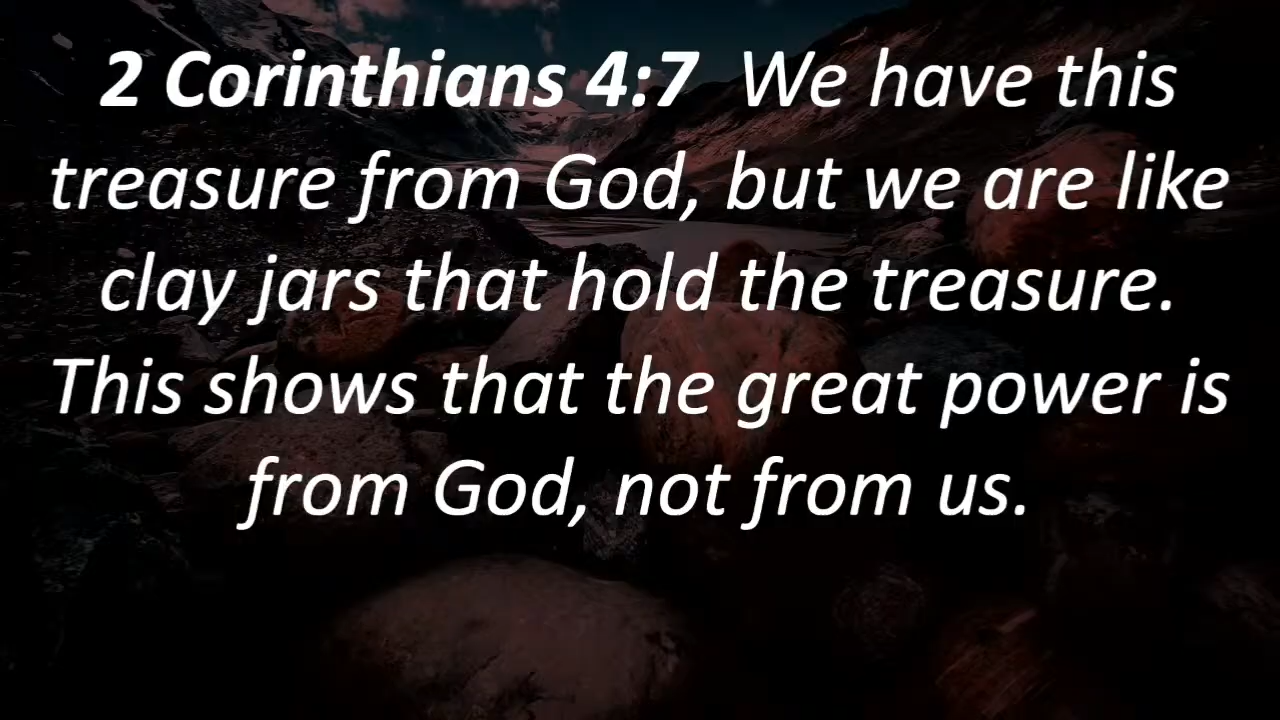 2 Corinthians 4:7  We have this
treasure from God, but we are like
clay jars that hold the treasure.
This shows that the great power is
from God, not from us.